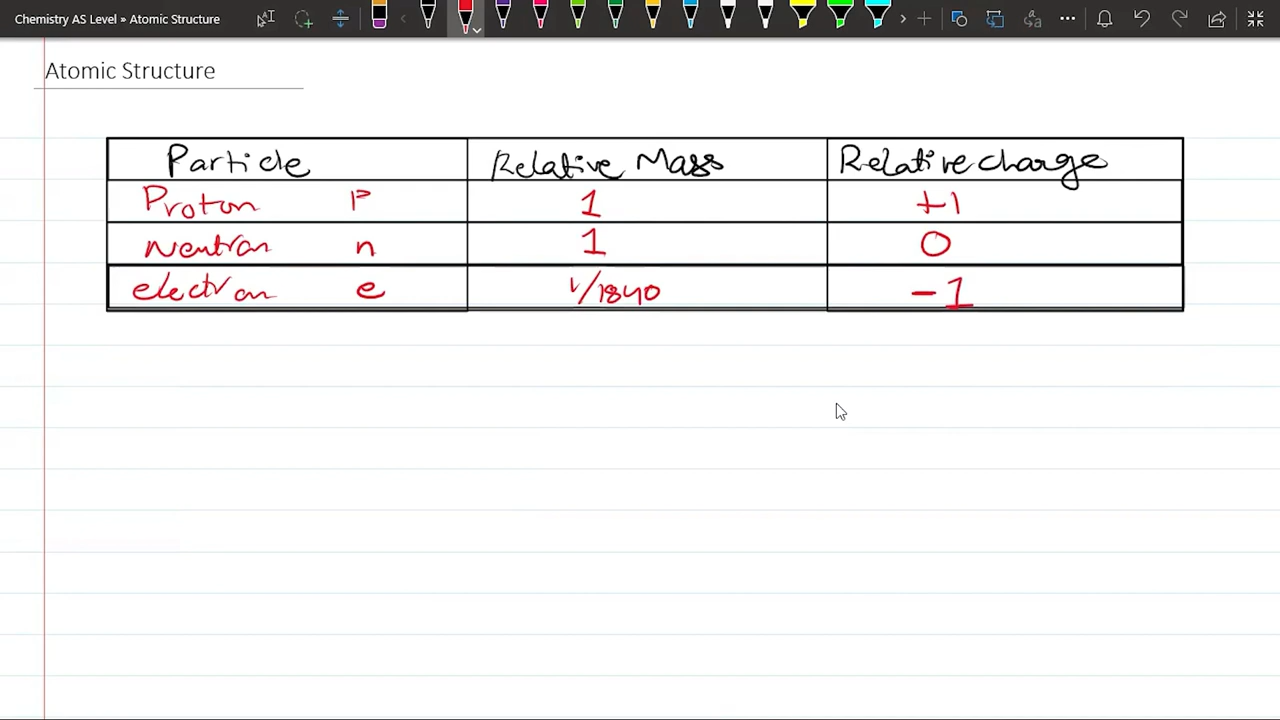 Chemistry AS Level » Atomic Structure
Atomic Structure
Particle Relative Mass Relative charge
Proton P 1 +1
Neutron n 1 0
electron e 1/1840 -1